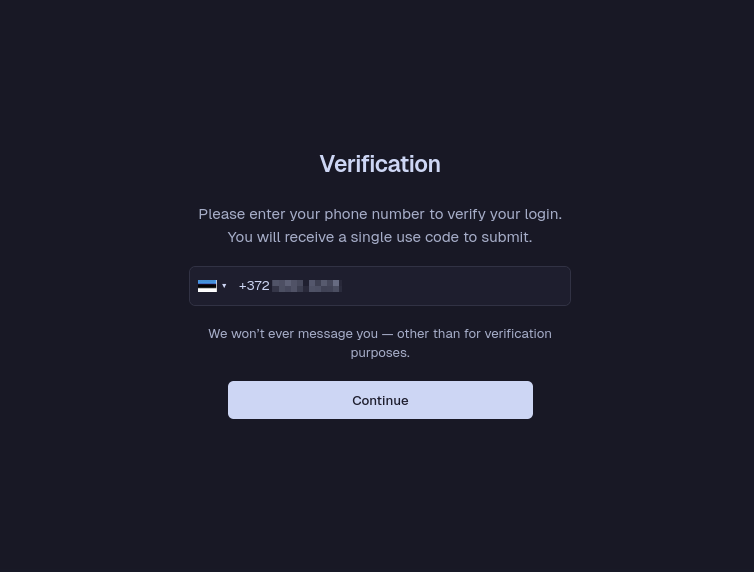 Verification
Please enter your phone number to verify your login.
You will receive a single use code to submit.
+372
We won’t ever message you — other than for verification
purposes.
Continue